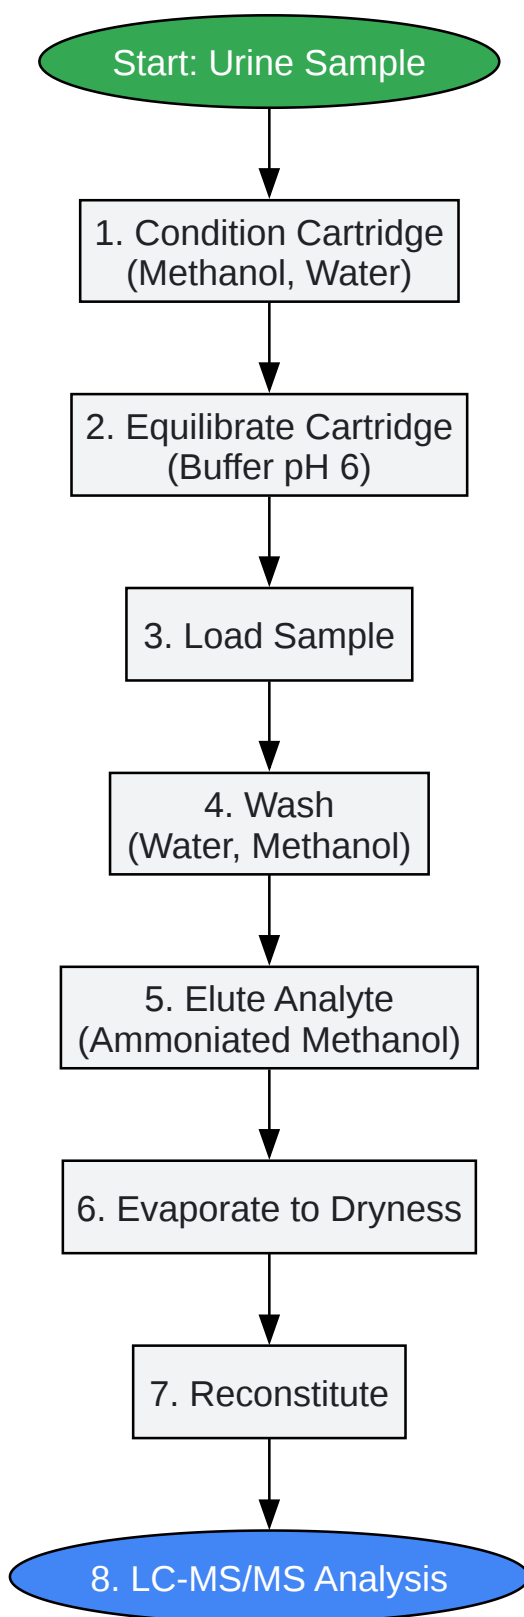 Start: Urine Sample
1. Condition Cartridge
(Methanol, Water)
2. Equilibrate Cartridge
(Buffer pH 6)
3. Load Sample
4. Wash
(Water, Methanol)
5. Elute Analyte
(Ammoniated Methanol)
6. Evaporate to Dryness
7. Reconstitute
8. LC-MS/MS Analysis